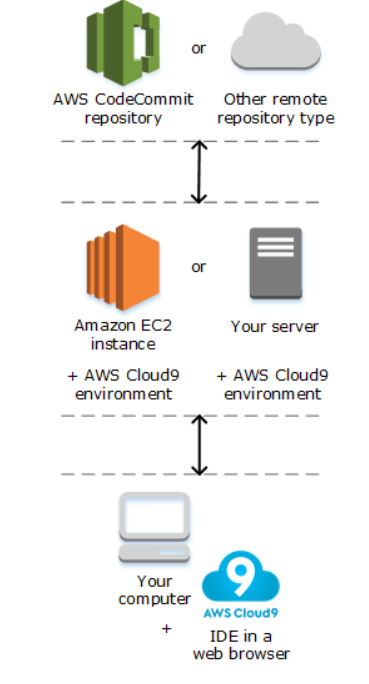 or
AWS CodeCommit
repository
Other remote
repository type
or
Amazon EC2
instance
Your server
+ AWS Cloud9
environment
+ AWS Cloud9
environment
Your
computer
+
9
AWS Cloud9
IDE in a
web browser